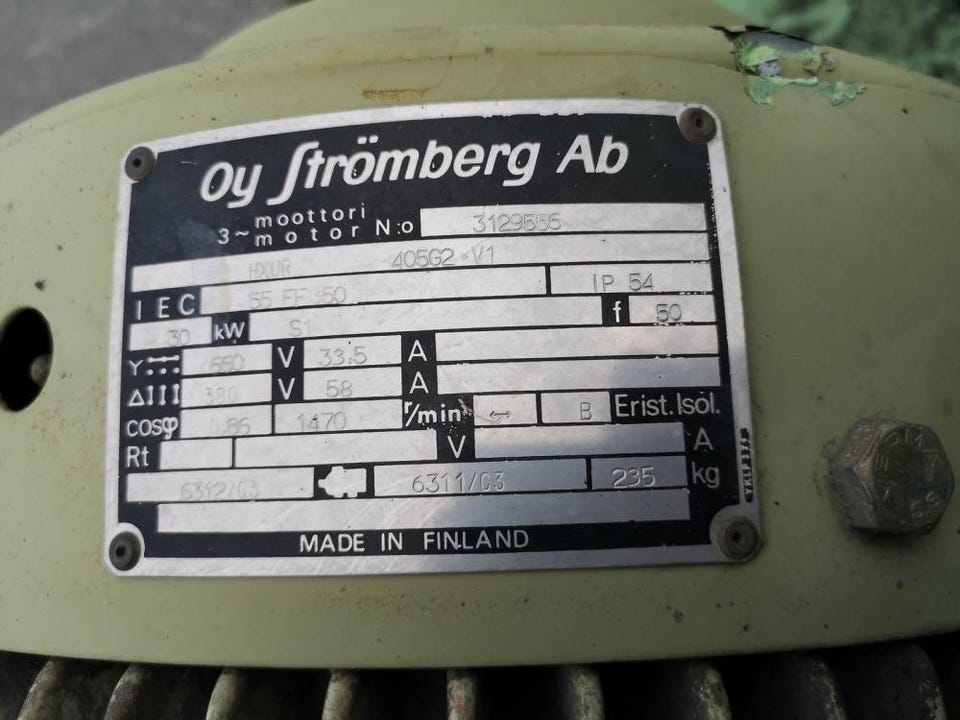 Oy Strömberg Ab
3~ moottori motor N:o 3129556
HXUR 405G2 V1
IEC 55 FF 50 IP 54
30 kW S1 f 50
Y 660 V 33.5 A
Δ 380 V 58 A
cosφ 0.86 1470 r/min ↔ B Erist.Isol.
Rt V A
6312/C3 6311/C3 235 kg
YKLP
MADE IN FINLAND